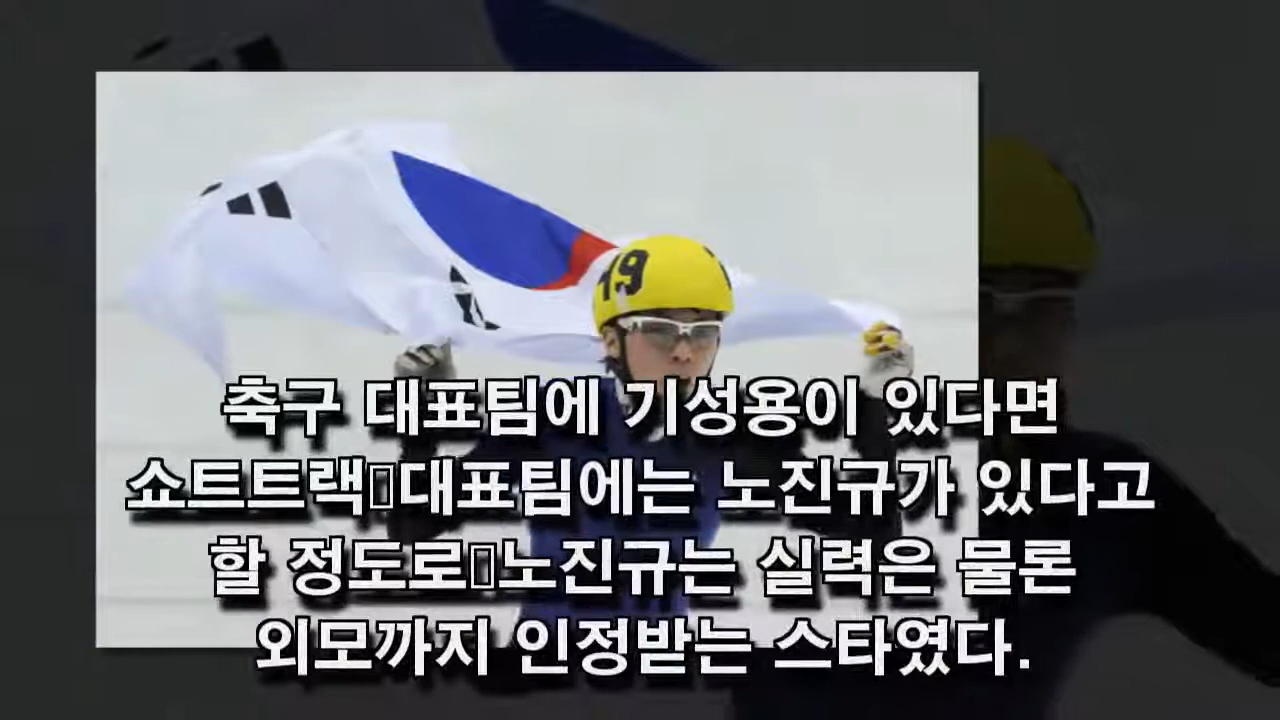 19
축구 대표팀에 기성용이 있다면
쇼트트랙▯대표팀에는 노진규가 있다고
할 정도로▯노진규는 실력은 물론
외모까지 인정받는 스타였다.